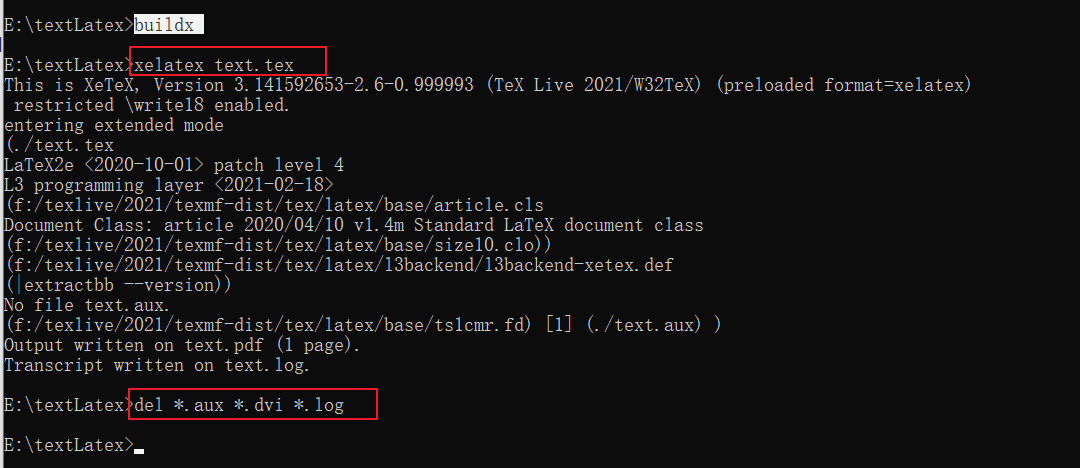 E:\textLatex>buildx
E:\textLatex>xelatex text.tex
This is XeTeX, Version 3.141592653-2.6-0.999993 (TeX Live 2021/W32TeX) (preloaded format=xelatex)
 restricted \write18 enabled.
entering extended mode
(./text.tex
LaTeX2e <2020-10-01> patch level 4
L3 programming layer <2021-02-18>
(f:/texlive/2021/texmf-dist/tex/latex/base/article.cls
Document Class: article 2020/04/10 v1.4m Standard LaTeX document class
(f:/texlive/2021/texmf-dist/tex/latex/base/size10.clo))
(f:/texlive/2021/texmf-dist/tex/latex/l3backend/l3backend-xetex.def
(|extractbb --version))
No file text.aux.
(f:/texlive/2021/texmf-dist/tex/latex/base/ts1cmr.fd) [1] (./text.aux) )
Output written on text.pdf (1 page).
Transcript written on text.log.
E:\textLatex>del *.aux *.dvi *.log
E:\textLatex>